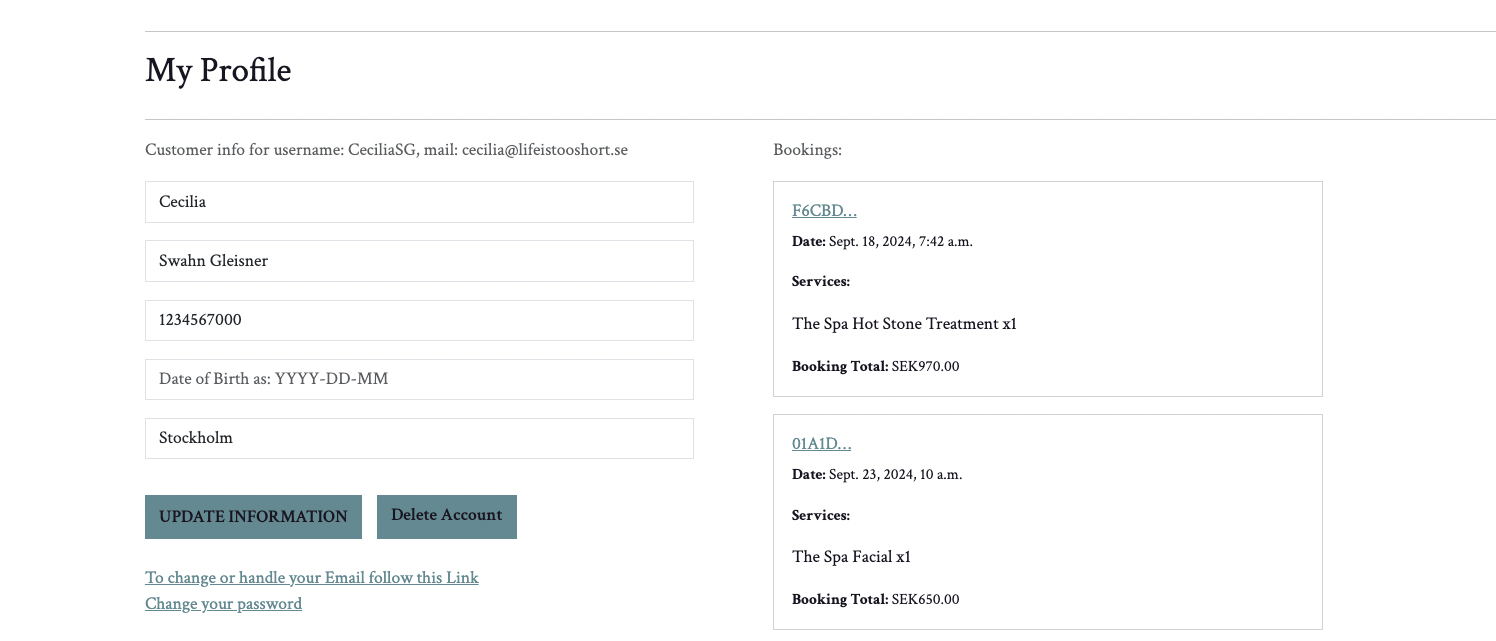 My Profile
Customer info for username: CeciliaSG, mail: cecilia@lifeistooshort.se
Cecilia
Swahn Gleisner
1234567000
Date of Birth as: YYYY-DD-MM
Stockholm
UPDATE INFORMATION
Delete Account
To change or handle your Email follow this Link
Change your password
Bookings:
F6CBD...
Date: Sept. 18, 2024, 7:42 a.m.
Services:
The Spa Hot Stone Treatment x1
Booking Total: SEK970.00
01A1D...
Date: Sept. 23, 2024, 10 a.m.
Services:
The Spa Facial x1
Booking Total: SEK650.00